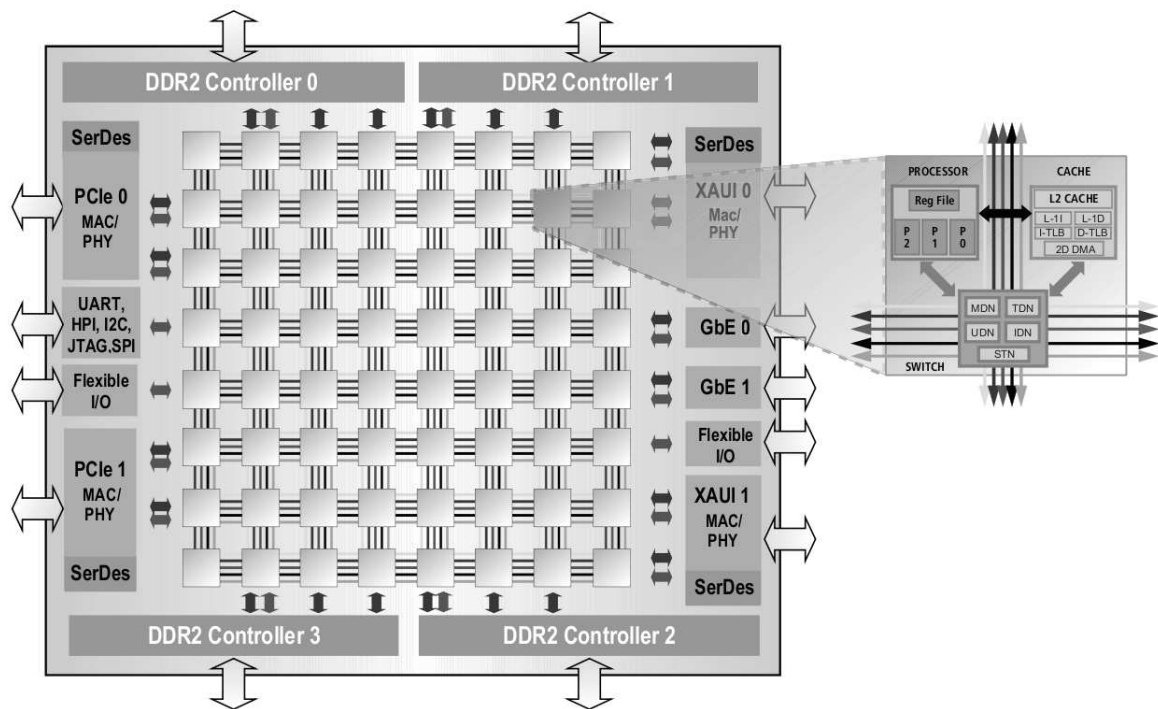 DDR2 Controller 0
DDR2 Controller 1
SerDes
PCIe 0
MAC/
PHY
UART,
HPI, I2C,
JTAG,SPI
Flexible
I/O
PCIe 1
MAC/
PHY
SerDes
SerDes
XAUI 0
Mac/
PHY
GbE 0
GbE 1
Flexible
I/O
XAUI 1
MAC/
PHY
SerDes
DDR2 Controller 3
DDR2 Controller 2
PROCESSOR
Reg File
P P P
2 1 0
CACHE
L2 CACHE
L-1I L-1D
I-TLB D-TLB
2D DMA
MDN TDN
UDN IDN
STN
SWITCH